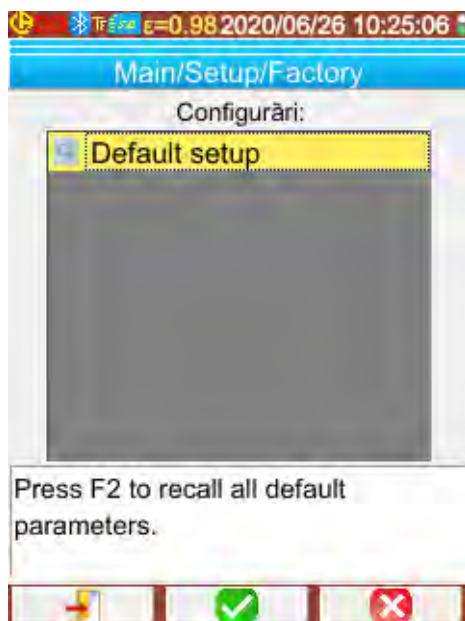 TF ε=0.98 2020/06/26 10:25:06
Main/Setup/Factory
Configurări:
Default setup
Press F2 to recall all default
parameters.